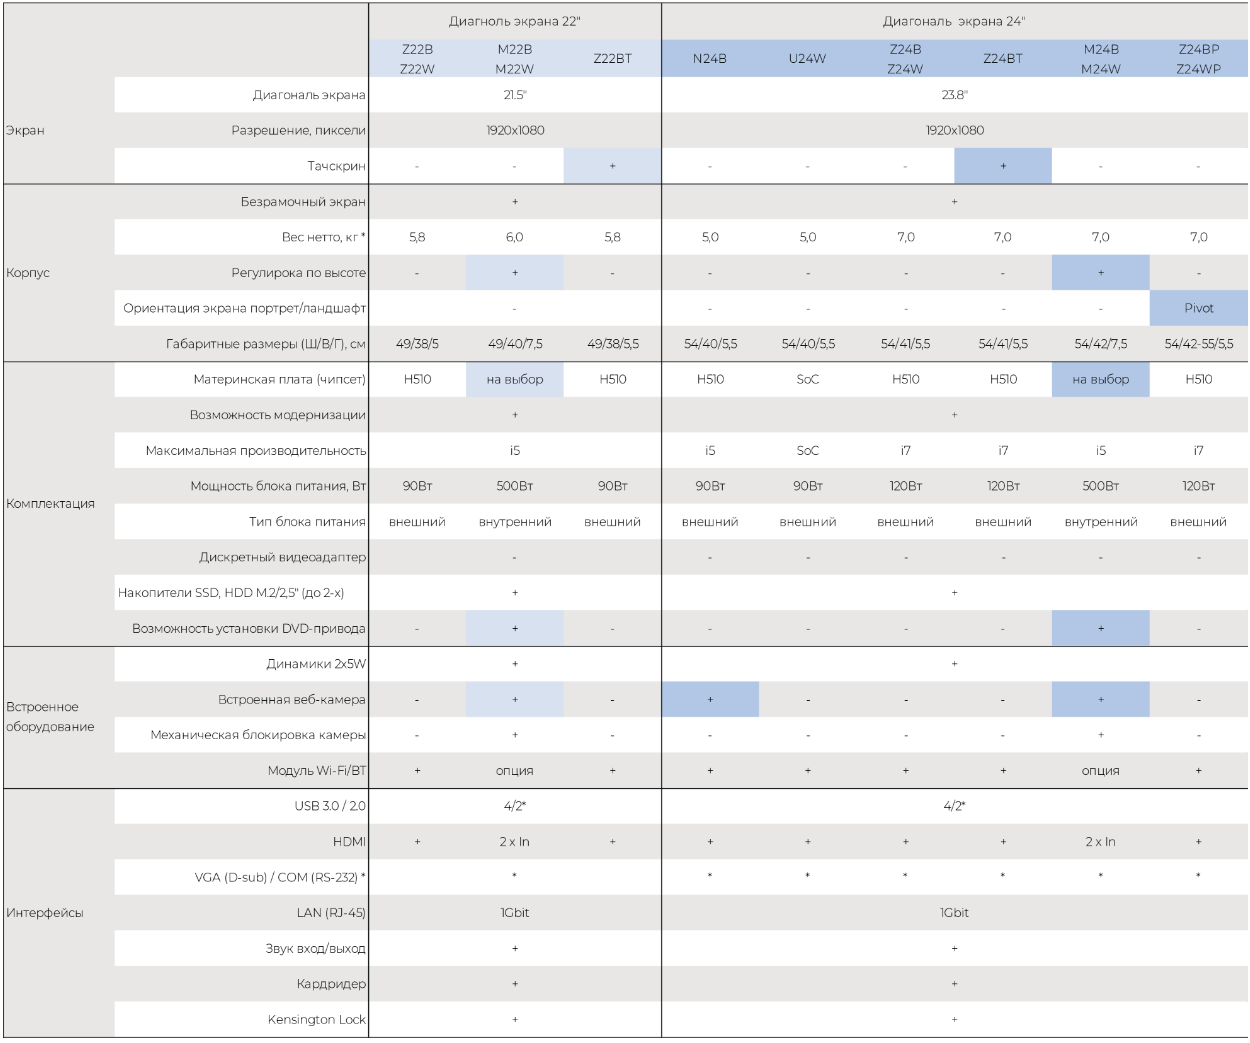 Диагноль экрана 22" Диагональ экрана 24"
Z22B M22B Z22BT N24B U24W Z24B Z24BT M24B Z24BP
Z22W M22W Z24W M24W Z24WP
Диагональ экрана 21.5" 23.8"
Экран Разрешение, пиксели 1920x1080 1920x1080
Тачскрин - - + - - - + - -
Безрамочный экран + +
Вес нетто, кг * 5,8 6,0 5,8 5,0 5,0 7,0 7,0 7,0 7,0
Корпус Регулирока по высоте - + - - - - - + -
Ориентация экрана портрет/ландшафт - - - - - - Pivot
Габаритные размеры (Ш/В/Г), см 49/38/5 49/40/7,5 49/38/5,5 54/40/5,5 54/40/5,5 54/41/5,5 54/41/5,5 54/42/7,5 54/42-55/5,5
Материнская плата (чипсет) H510 на выбор H510 H510 SoC H510 H510 на выбор H510
Возможность модернизации + +
Максимальная производительность i5 i5 SoC i7 i7 i5 i7
Мощность блока питания, Вт 90Вт 500Вт 90Вт 90Вт 90Вт 120Вт 120Вт 500Вт 120Вт
Комплектация
Тип блока питания внешний внутренний внешний внешний внешний внешний внешний внутренний внешний
Дискретный видеоадаптер - - - - - - -
Накопители SSD, HDD M.2/2,5" (до 2-х) + +
Возможность установки DVD-привода - + - - - - - + -
Динамики 2x5W + +
Встроенная веб-камера - + - + - - - + -
Встроенное
оборудование
Механическая блокировка камеры - + - - - - - + -
Модуль Wi-Fi/BT + опция + + + + + опция +
USB 3.0 / 2.0 4/2* 4/2*
HDMI + 2 x In + + + + + 2 x In +
VGA (D-sub) / COM (RS-232) * * * * * * * *
Интерфейсы LAN (RJ-45) 1Gbit 1Gbit
Звук вход/выход + +
Кардридер + +
Kensington Lock + +